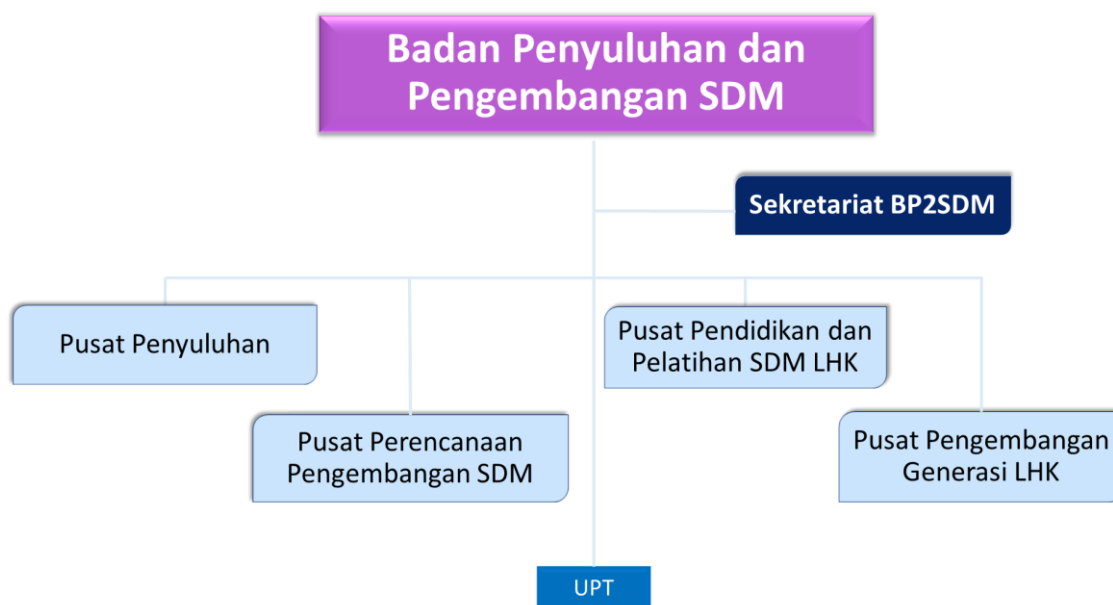 Badan Penyuluhan dan
Pengembangan SDM
Sekretariat BP2SDM
Pusat Penyuluhan
Pusat Pendidikan dan
Pelatihan SDM LHK
Pusat Perencanaan
Pengembangan SDM
Pusat Pengembangan
Generasi LHK
UPT